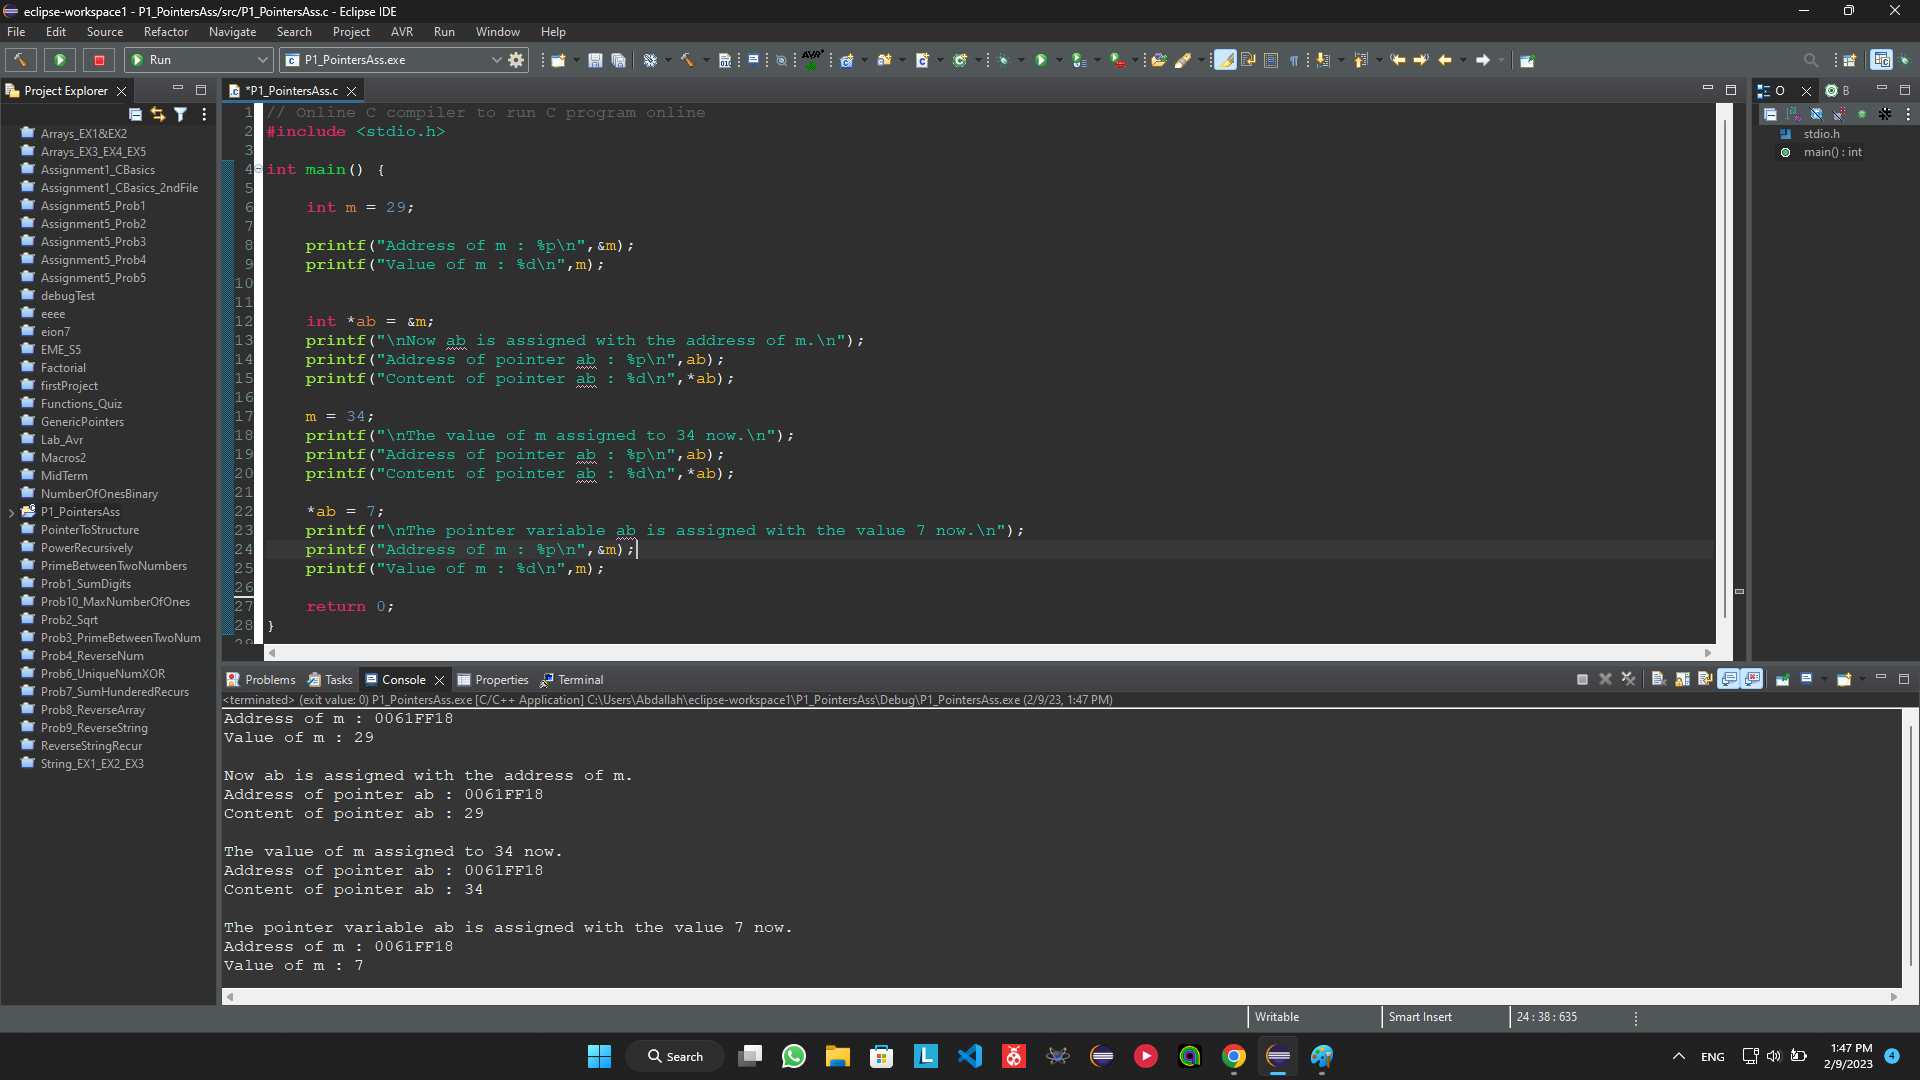 eclipse-workspace1 - P1_PointersAss/src/P1_PointersAss.c - Eclipse IDE
File Edit Source Refactor Navigate Search Project AVR Run Window Help
Run P1_PointersAss.exe
Project Explorer
Arrays_EX1&EX2
Arrays_EX3_EX4_EX5
Assignment1_CBasics
Assignment1_CBasics_2ndFile
Assignment5_Prob1
Assignment5_Prob2
Assignment5_Prob3
Assignment5_Prob4
Assignment5_Prob5
debugTest
eeee
eion7
EME_S5
Factorial
firstProject
Functions_Quiz
GenericPointers
Lab_Avr
Macros2
MidTerm
NumberOfOnesBinary
P1_PointersAss
PointerToStructure
PowerRecursively
PrimeBetweenTwoNumbers
Prob1_SumDigits
Prob10_MaxNumberOfOnes
Prob2_Sqrt
Prob3_PrimeBetweenTwoNum
Prob4_ReverseNum
Prob6_UniqueNumXOR
Prob7_SumHunderedRecurs
Prob8_ReverseArray
Prob9_ReverseString
ReverseStringRecur
String_EX1_EX2_EX3
*P1_PointersAss.c
1 // Online C compiler to run C program online
2 #include <stdio.h>
3
4 int main() {
5
6 int m = 29;
7
8 printf("Address of m : %p\n",&m);
9 printf("Value of m : %d\n",m);
10
11
12 int *ab = &m;
13 printf("\nNow ab is assigned with the address of m.\n");
14 printf("Address of pointer ab : %p\n",ab);
15 printf("Content of pointer ab : %d\n",*ab);
16
17 m = 34;
18 printf("\nThe value of m assigned to 34 now.\n");
19 printf("Address of pointer ab : %p\n",ab);
20 printf("Content of pointer ab : %d\n",*ab);
21
22 *ab = 7;
23 printf("\nThe pointer variable ab is assigned with the value 7 now.\n");
24 printf("Address of m : %p\n",&m);
25 printf("Value of m : %d\n",m);
26
27 return 0;
28 }
29
O B
stdio.h
main() : int
Problems Tasks Console Properties Terminal
<terminated> (exit value: 0) P1_PointersAss.exe [C/C++ Application] C:\Users\Abdallah\eclipse-workspace1\P1_PointersAss\Debug\P1_PointersAss.exe (2/9/23, 1:47 PM)
Address of m : 0061FF18
Value of m : 29
Now ab is assigned with the address of m.
Address of pointer ab : 0061FF18
Content of pointer ab : 29
The value of m assigned to 34 now.
Address of pointer ab : 0061FF18
Content of pointer ab : 34
The pointer variable ab is assigned with the value 7 now.
Address of m : 0061FF18
Value of m : 7
Writable Smart Insert 24 : 38 : 635
Search
ENG
1:47 PM
2/9/2023
4